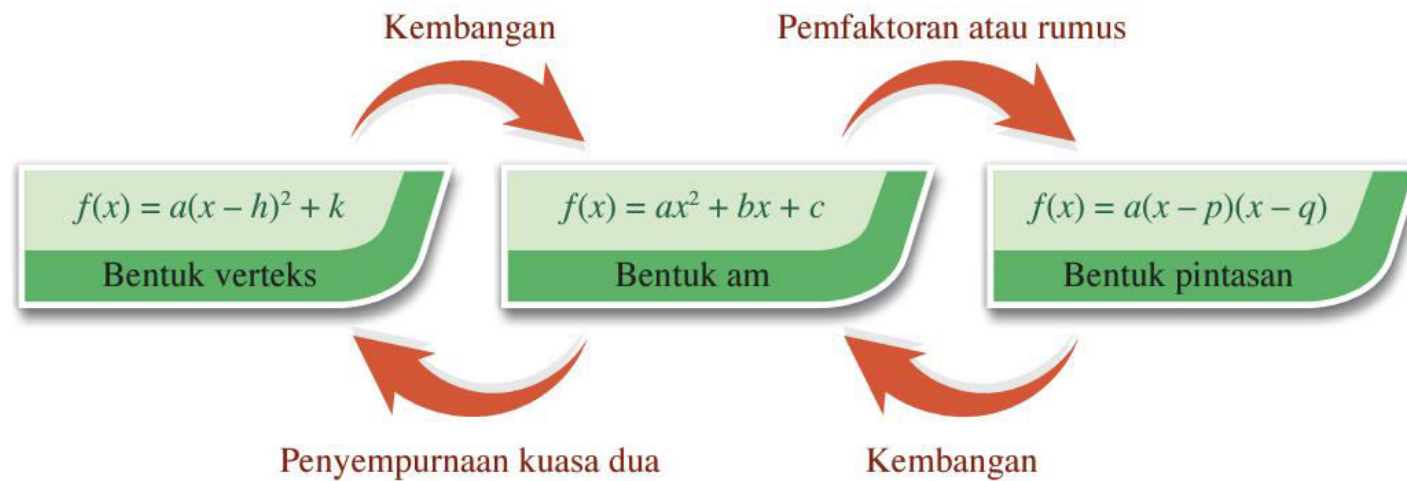 Kembangan
Pemfaktoran atau rumus
f(x) = a(x – h)² + k
Bentuk verteks
f(x) = ax² + bx + c
Bentuk am
f(x) = a(x – p)(x – q)
Bentuk pintasan
Penyempurnaan kuasa dua
Kembangan